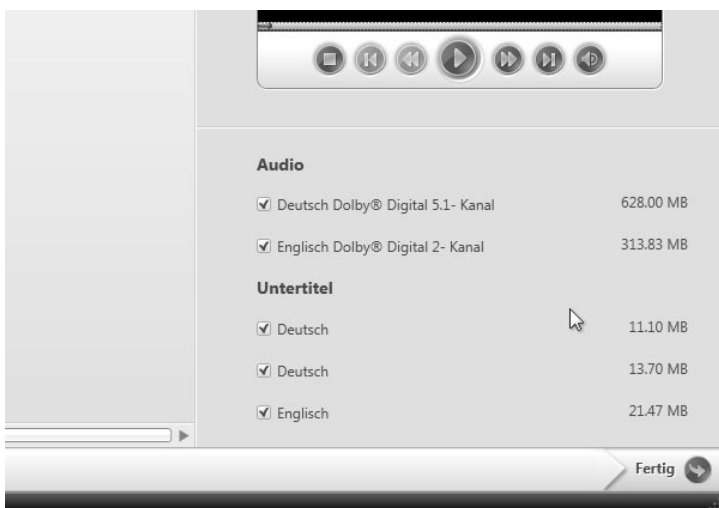 Audio
Deutsch Dolby® Digital 5.1- Kanal 628.00 MB
Englisch Dolby® Digital 2- Kanal 313.83 MB
Untertitel
Deutsch 11.10 MB
Deutsch 13.70 MB
Englisch 21.47 MB
Fertig